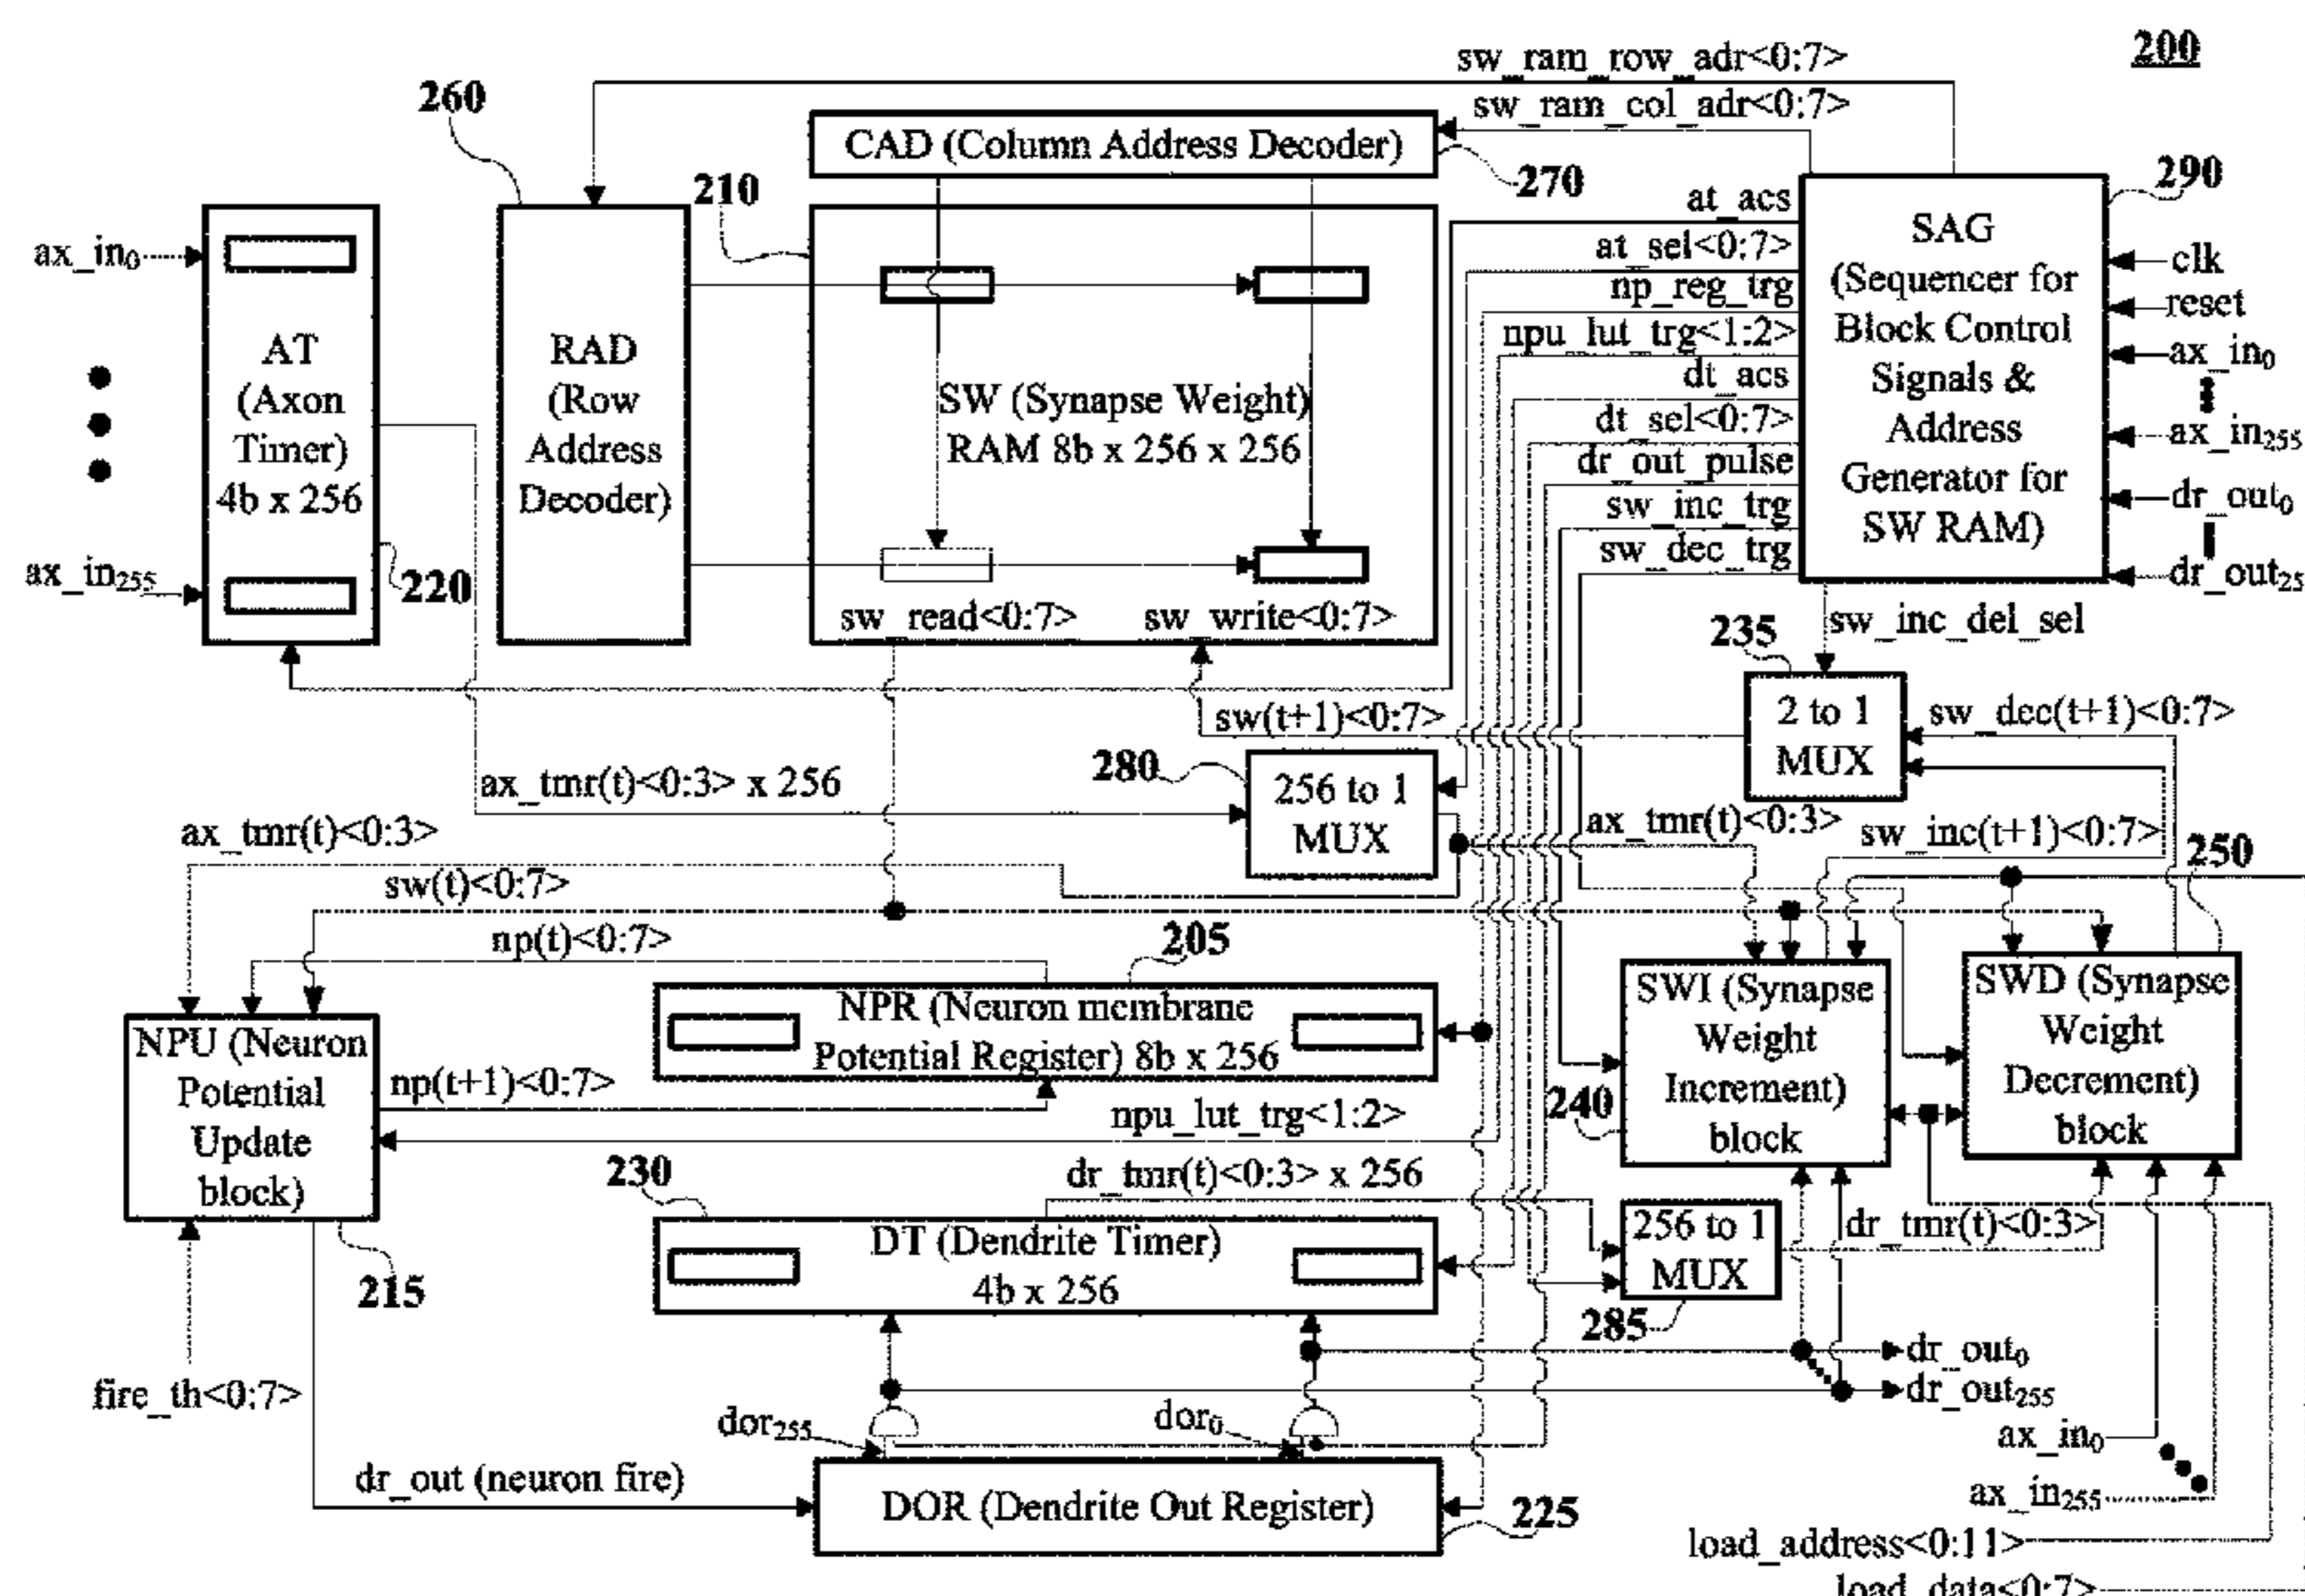 200
sw_ram_row_adr<0:7>
sw_ram_col_adr<0:7>
260
CAD (Column Address Decoder)
270
210
290
at_acs
at_sel<0:7>
np_reg_trg
npu_lut_trg<1:2>
dt_acs
dt_sel<0:7>
dr_out_pulse
sw_inc_trg
sw_dec_trg
SAG
(Sequencer for
Block Control
Signals &
Address
Generator for
SW RAM)
clk
reset
ax_in0
ax_in255
dr_out0
dr_out25
ax_in0
ax_in255
AT
(Axon
Timer)
4b x 256
220
RAD
(Row
Address
Decoder)
SW (Synapse Weight)
RAM 8b x 256 x 256
sw_read<0:7>
sw_write<0:7>
sw_inc_del_sel
235
2 to 1
MUX
sw(t+1)<0:7>
sw_dec(t+1)<0:7>
280
256 to 1
MUX
ax_tmr(t)<0:3> x 256
ax_tmr(t)<0:3>
ax_tmr(t)<0:3>
sw_inc(t+1)<0:7>
250
sw(t)<0:7>
np(t)<0:7>
205
NPR (Neuron membrane
Potential Register) 8b x 256
NPU (Neuron
Potential
Update
block)
np(t+1)<0:7>
npu_lut_trg<1:2>
240
SWI (Synapse
Weight
Increment)
block
SWD (Synapse
Weight
Decrement)
block
230
dr_tmr(t)<0:3> x 256
DT (Dendrite Timer)
4b x 256
256 to 1
MUX
285
dr_tmr(t)<0:3>
215
fire_th<0:7>
dr_out0
dr_out255
dor255
dor0
ax_in0
ax_in255
dr_out (neuron fire)
DOR (Dendrite Out Register)
225
load_address<0:11>
load_data<0:7>